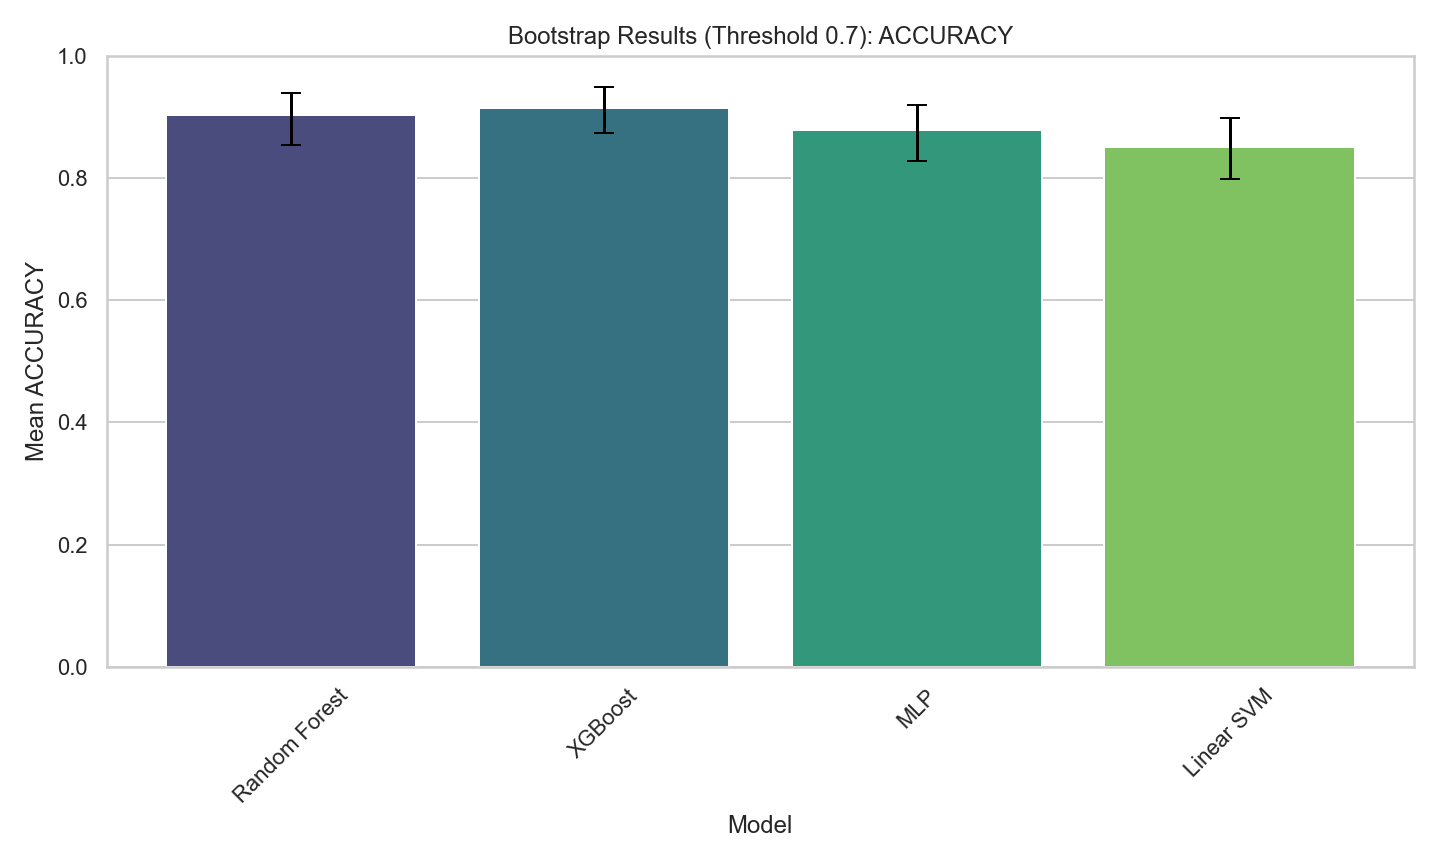 Bootstrap Results (Threshold 0.7): ACCURACY
Mean ACCURACY
1.0
0.8
0.6
0.4
0.2
0.0
Random Forest
XGBoost
MLP
Linear SVM
Model